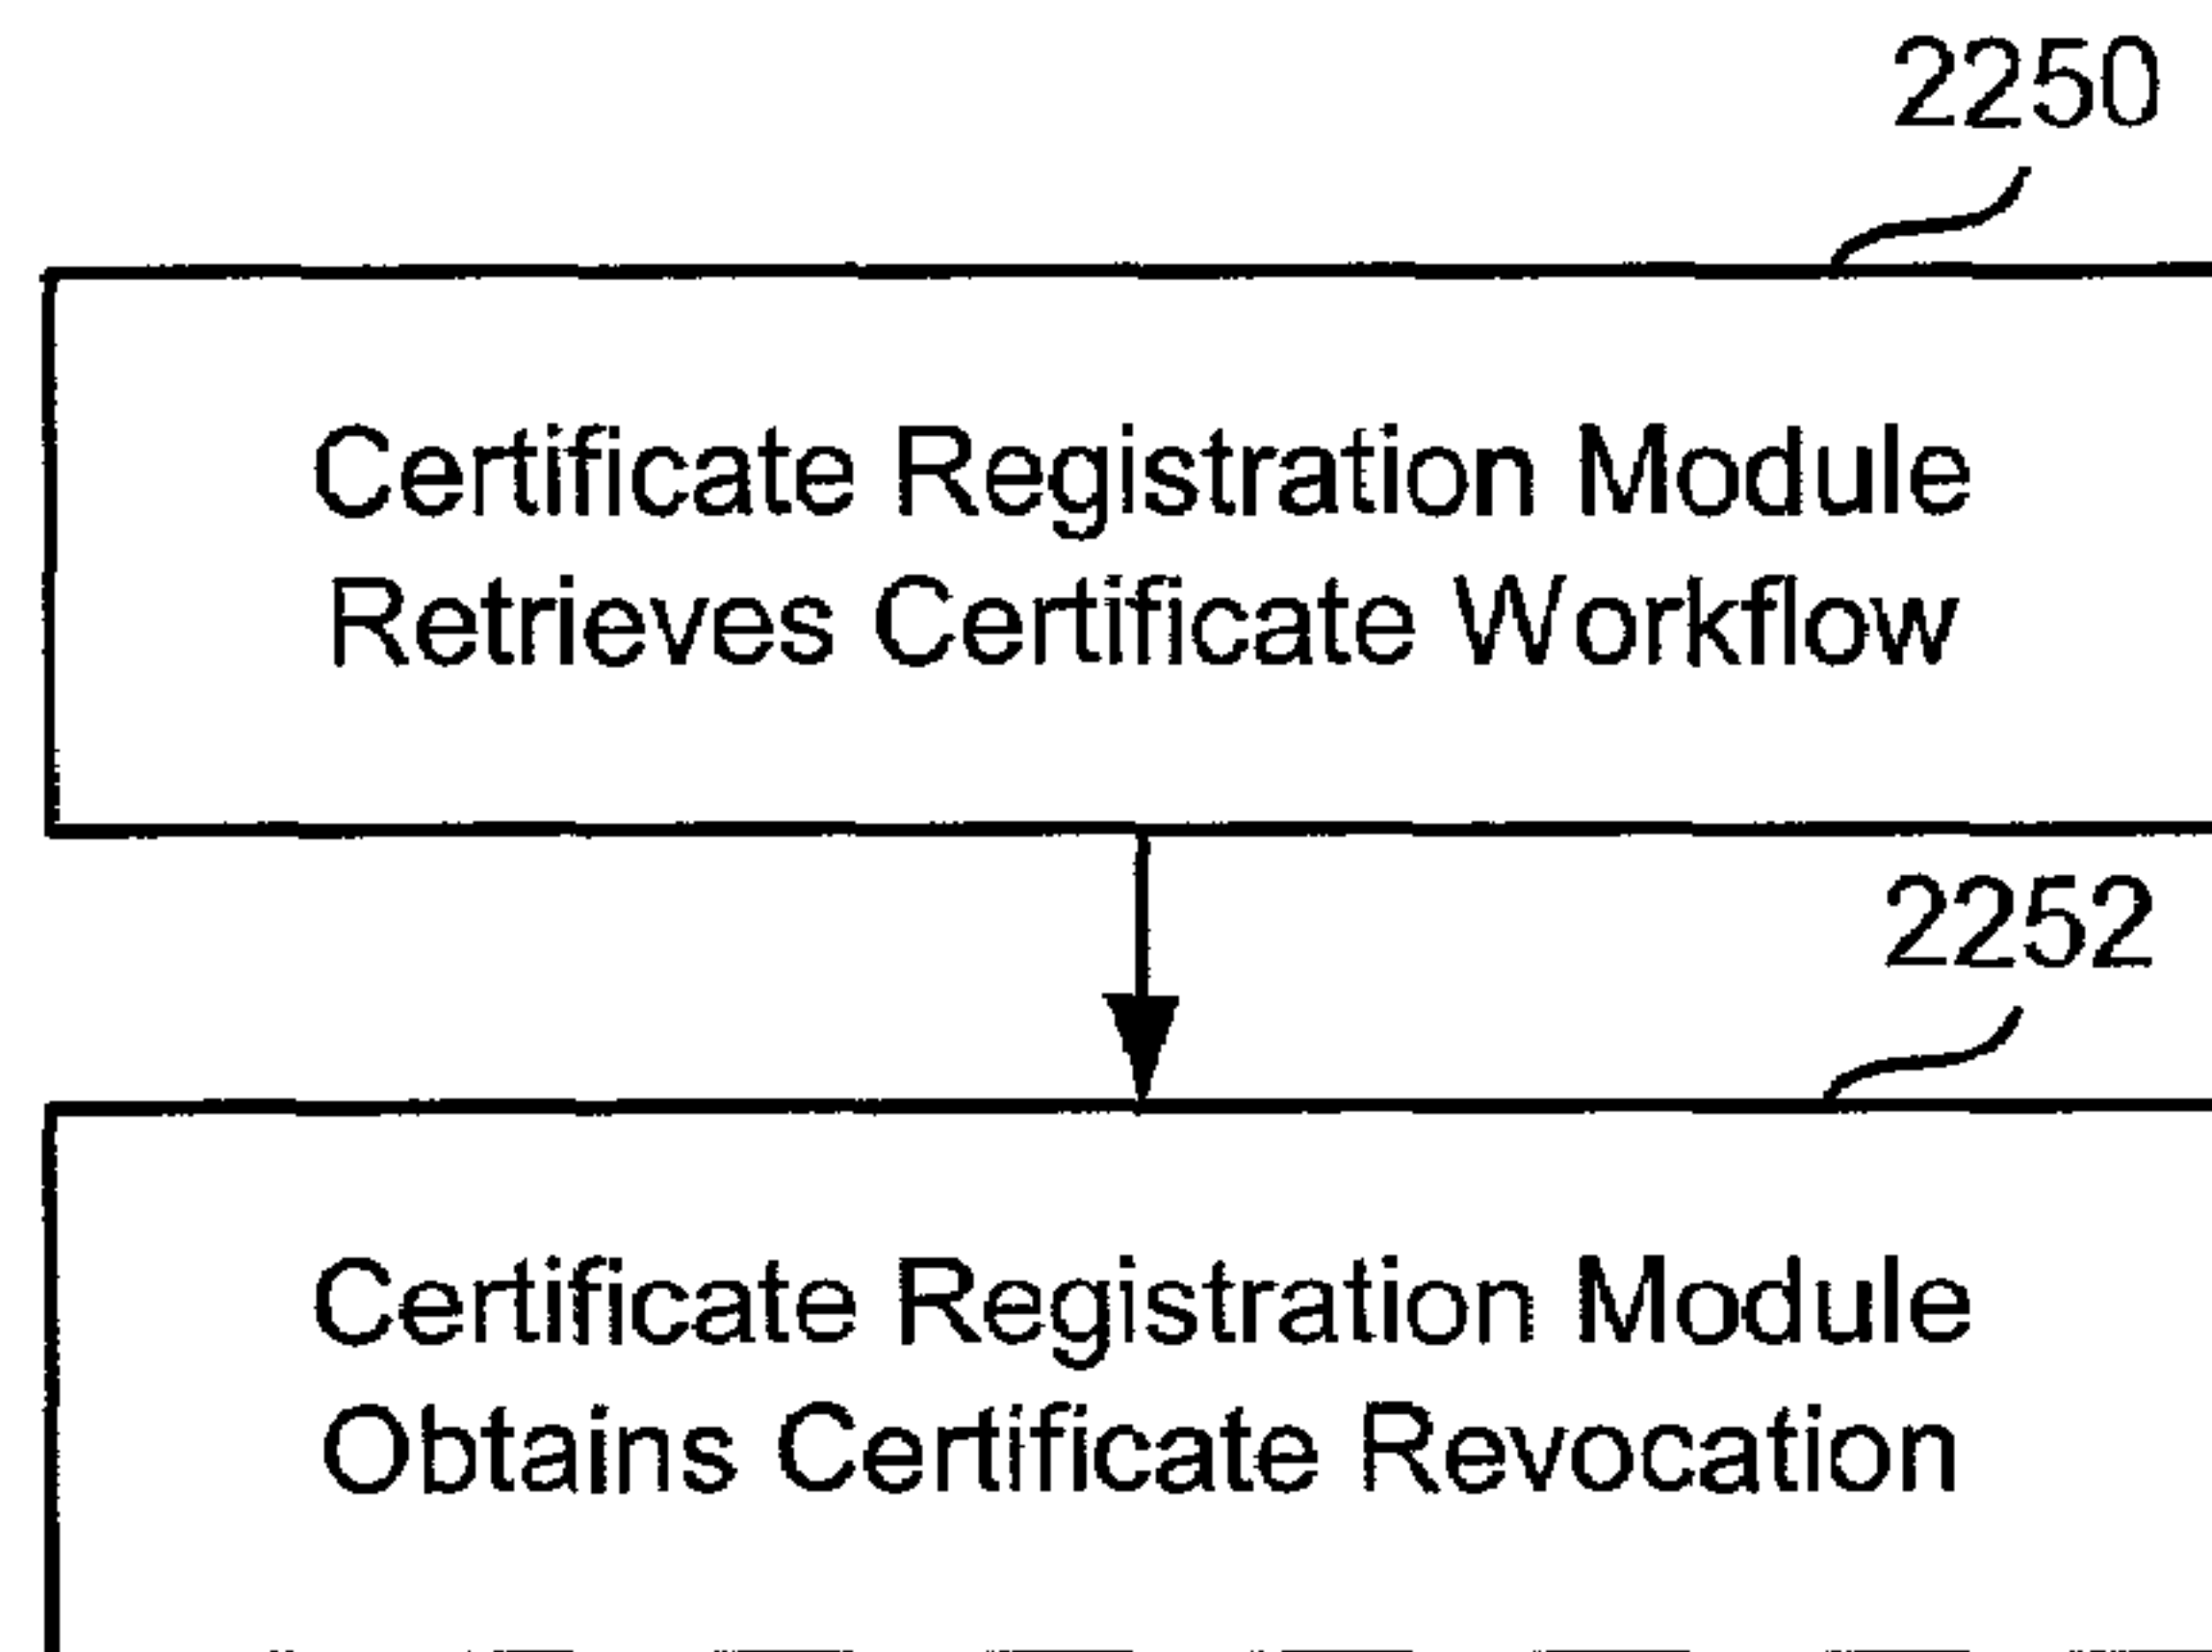 2250
Certificate Registration Module
Retrieves Certificate Workflow
2252
Certificate Registration Module
Obtains Certificate Revocation